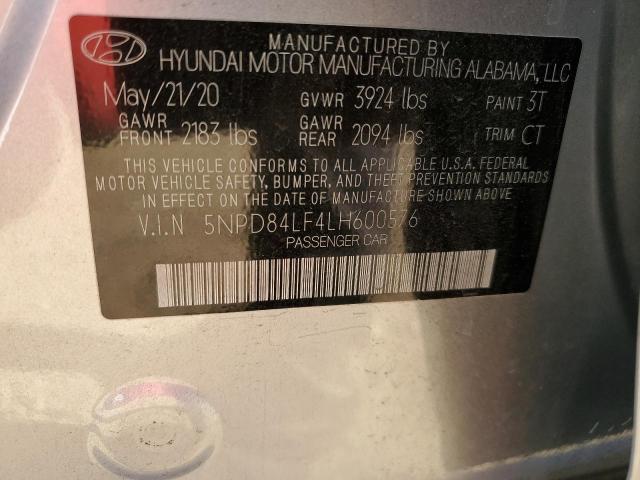 MANUFACTURED BY
HYUNDAI MOTOR MANUFACTURING ALABAMA, LLC
May/21/20 GVWR 3924 lbs PAINT 3T
GAWR FRONT 2183 lbs GAWR REAR 2094 lbs TRIM CT
THIS VEHICLE CONFORMS TO ALL APPLICABLE U.S.A. FEDERAL
MOTOR VEHICLE SAFETY, BUMPER, AND THEFT PREVENTION STANDARDS
IN EFFECT ON THE DATE OF MANUFACTURE SHOWN ABOVE.
V.I.N 5NPD84LF4LH600576
PASSENGER CAR